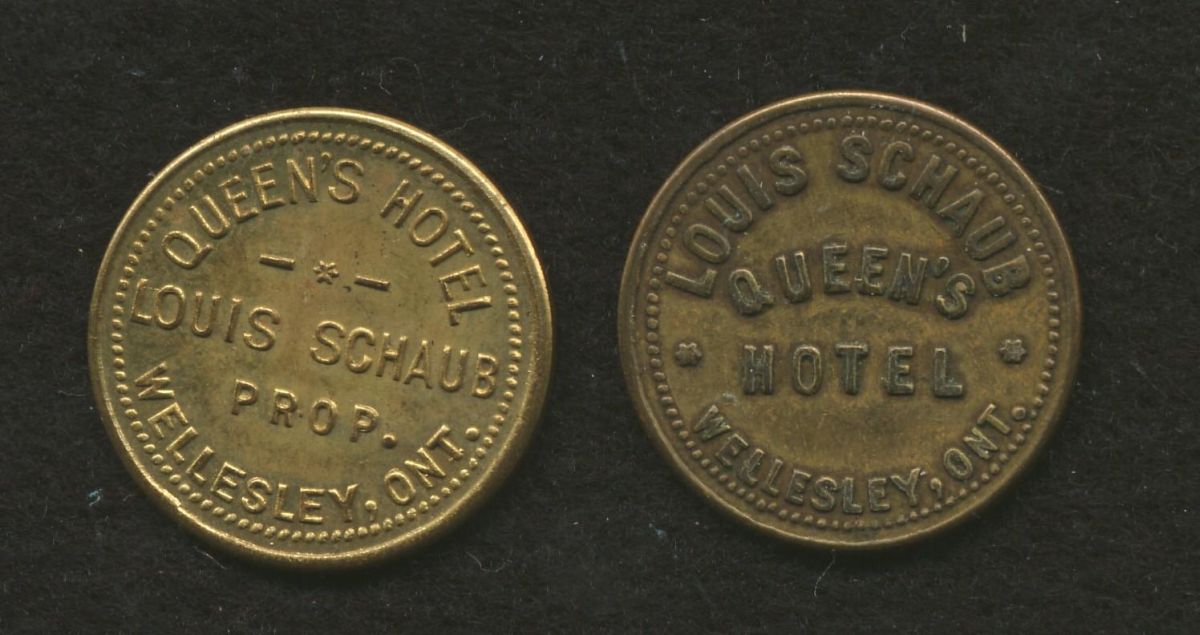 QUEEN'S HOTEL
— * —
LOUIS SCHAUB
PROP.
WELLESLEY, ONT.
LOUIS SCHAUB
QUEEN'S
* HOTEL *
WELLESLEY, ONT.